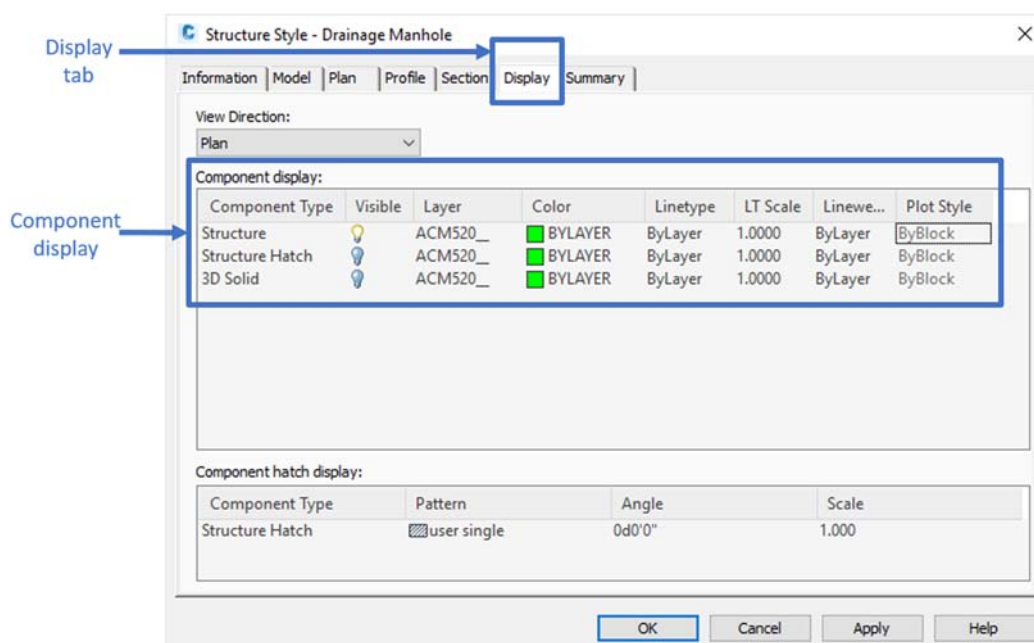 Structure Style - Drainage Manhole
Display
tab
Information Model Plan Profile Section Display Summary
View Direction:
Plan
Component display:
Component Type Visible Layer Color Linetype LT Scale Linewe... Plot Style
Component
display
Structure ACM520__ BYLAYER ByLayer 1.0000 ByLayer ByBlock
Structure Hatch ACM520__ BYLAYER ByLayer 1.0000 ByLayer ByBlock
3D Solid ACM520__ BYLAYER ByLayer 1.0000 ByLayer ByBlock
Component hatch display:
Component Type Pattern Angle Scale
Structure Hatch user single 0d0'0" 1.000
OK Cancel Apply Help